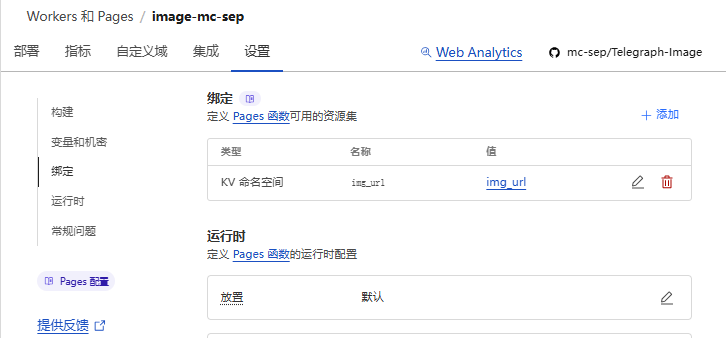 Workers 和 Pages / image-mc-sep
部署 指标 自定义域 集成 设置 Web Analytics mc-sep/Telegraph-Image
构建
变量和机密
绑定
运行时
常规问题
Pages 配置
提供反馈
绑定
定义 Pages 函数可用的资源集
添加
类型 名称 值
KV 命名空间 img_url img_url
运行时
定义 Pages 函数的运行时配置
放置 默认